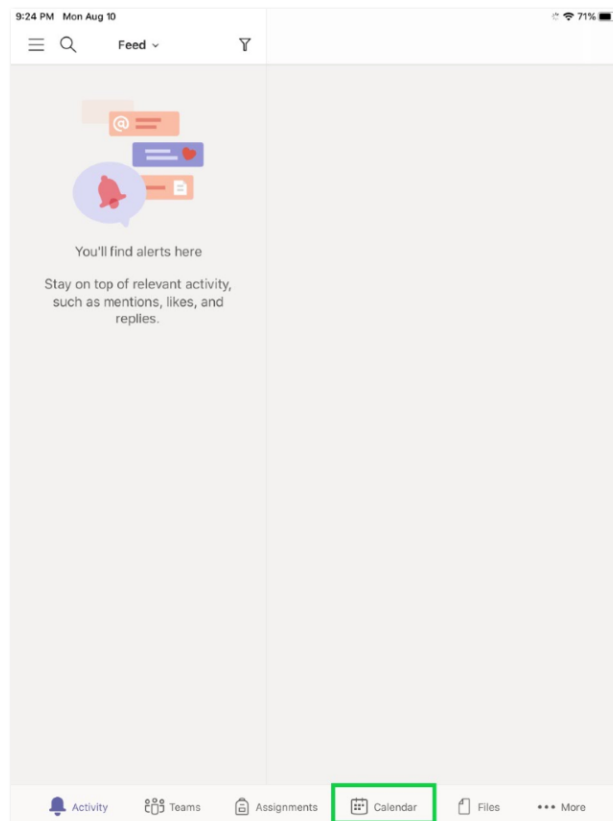 9:24 PM Mon Aug 10 71%
Feed
You'll find alerts here
Stay on top of relevant activity,
such as mentions, likes, and
replies.
Activity Teams Assignments Calendar Files More